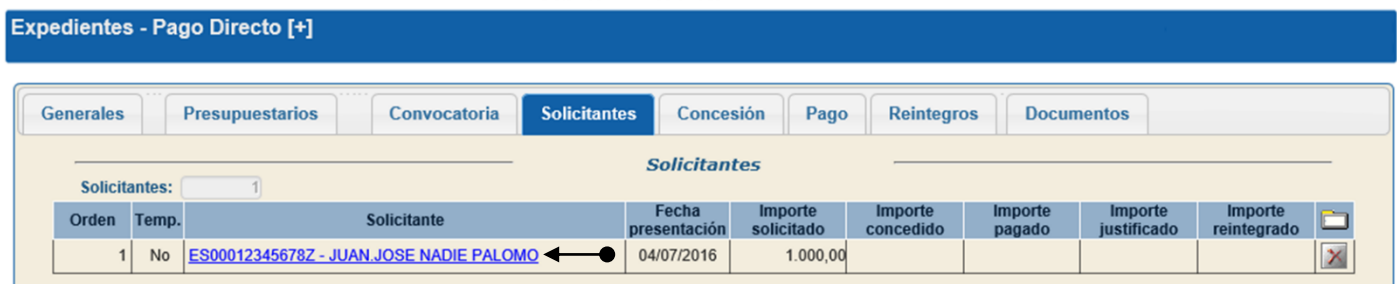 Expedientes - Pago Directo [+]
Generales Presupuestarios Convocatoria Solicitantes Concesión Pago Reintegros Documentos
Solicitantes
Solicitantes: 1
Orden Temp. Solicitante Fecha presentación Importe solicitado Importe concedido Importe pagado Importe justificado Importe reintegrado
1 No ES00012345678Z - JUAN.JOSE NADIE PALOMO 04/07/2016 1.000,00